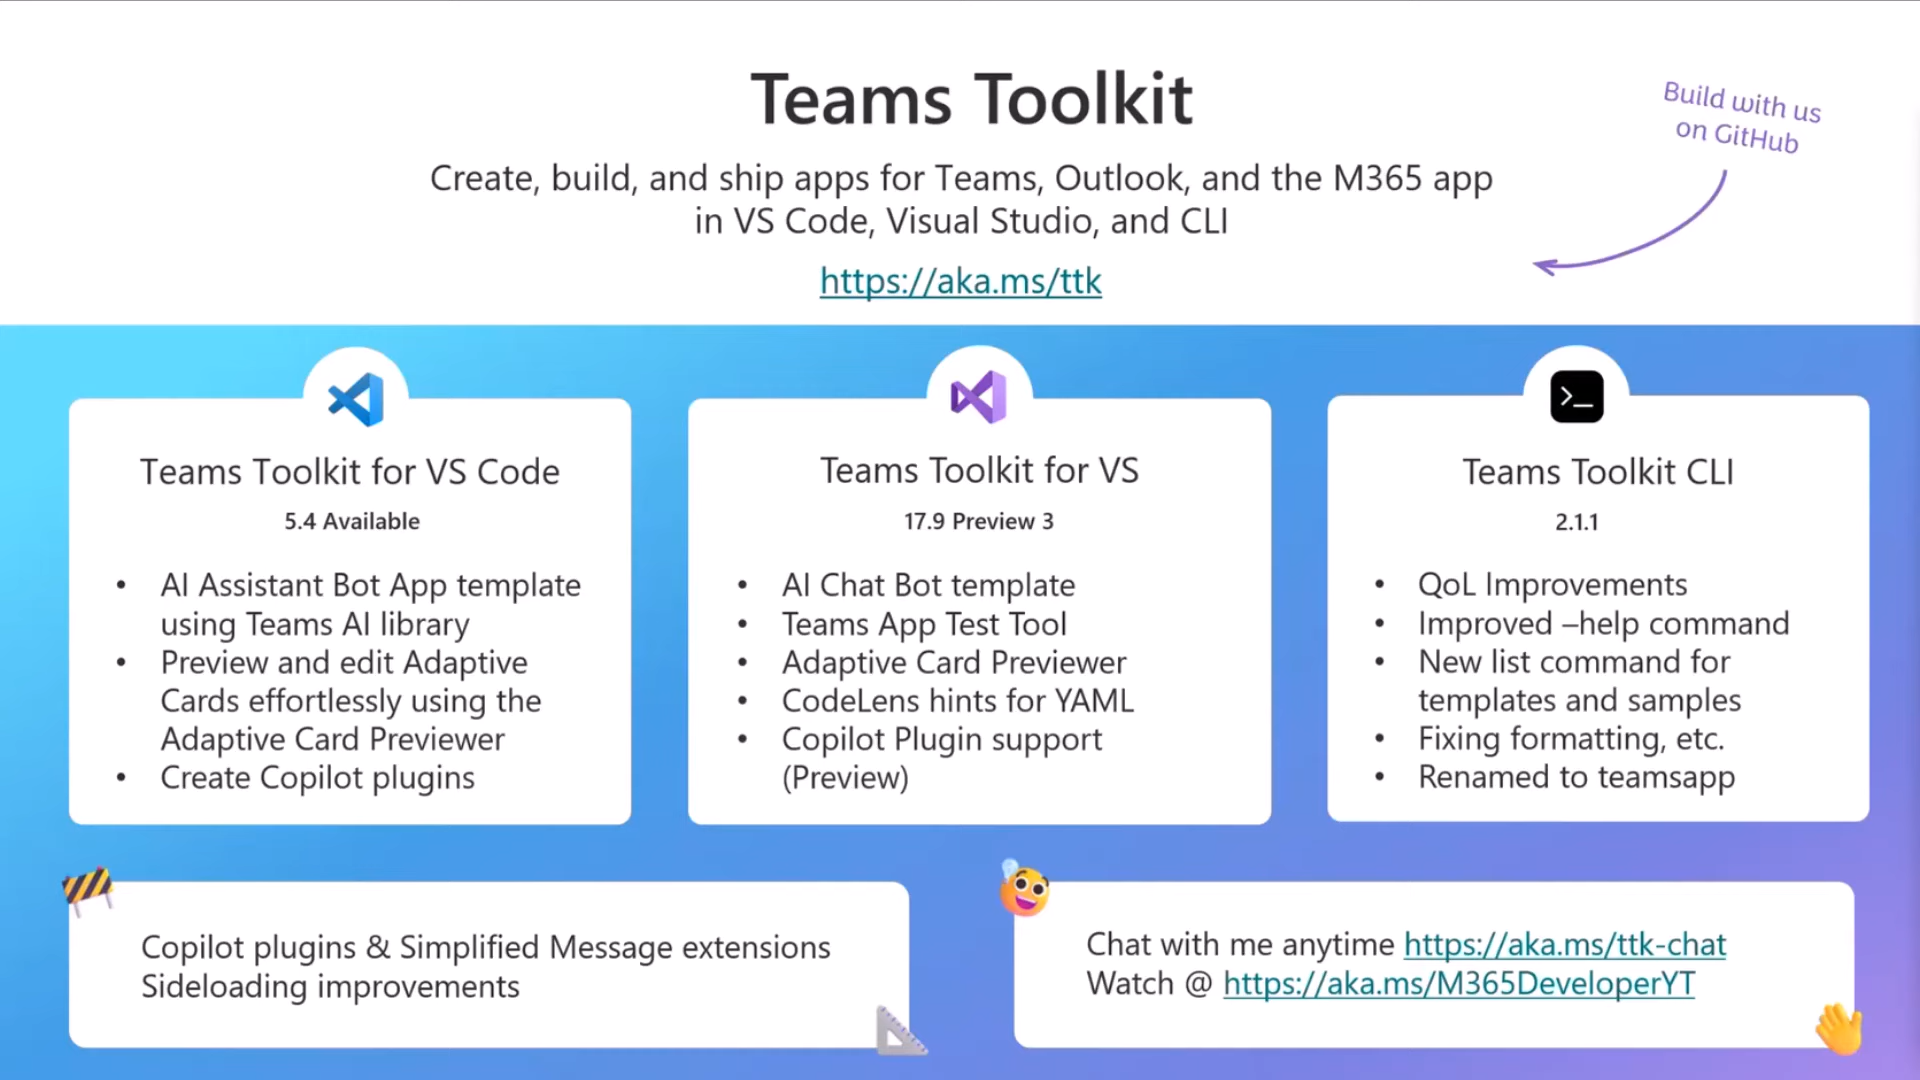 Teams Toolkit
Build with us
on GitHub
Create, build, and ship apps for Teams, Outlook, and the M365 app
in VS Code, Visual Studio, and CLI
https://aka.ms/ttk
Teams Toolkit for VS Code
5.4 Available
• AI Assistant Bot App template
using Teams AI library
• Preview and edit Adaptive
Cards effortlessly using the
Adaptive Card Previewer
• Create Copilot plugins
Teams Toolkit for VS
17.9 Preview 3
• AI Chat Bot template
• Teams App Test Tool
• Adaptive Card Previewer
• CodeLens hints for YAML
• Copilot Plugin support
(Preview)
Teams Toolkit CLI
2.1.1
• QoL Improvements
• Improved –help command
• New list command for
templates and samples
• Fixing formatting, etc.
• Renamed to teamsapp
Copilot plugins & Simplified Message extensions
Sideloading improvements
Chat with me anytime https://aka.ms/ttk-chat
Watch @ https://aka.ms/M365DeveloperYT